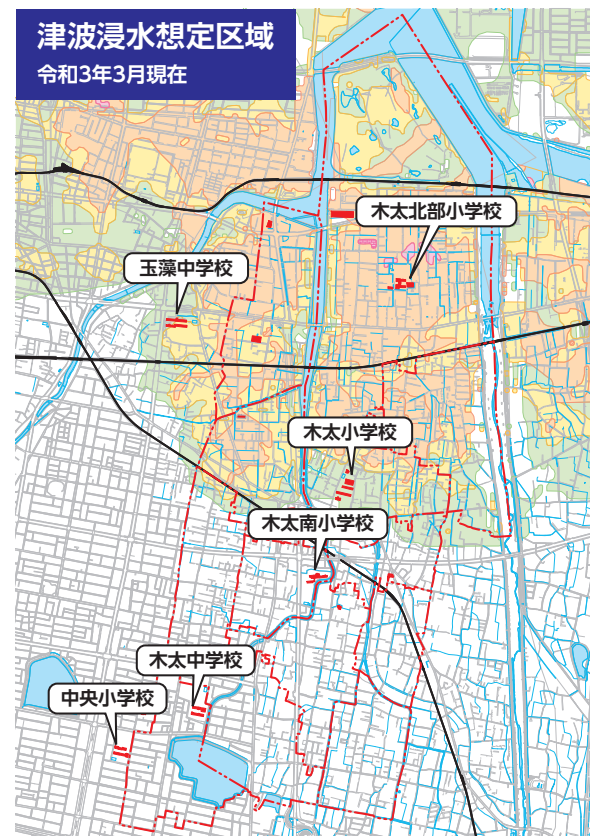 津波浸水想定区域
令和3年3月現在
木太北部小学校
玉藻中学校
木太小学校
木太南小学校
木太中学校
中央小学校